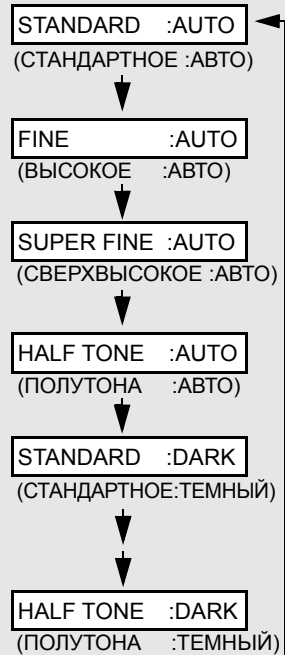 STANDARD :AUTO
(СТАНДАРТНОЕ :АВТО)
FINE :AUTO
(ВЫСОКОЕ :АВТО)
SUPER FINE :AUTO
(СВЕРХВЫСОКОЕ :АВТО)
HALF TONE :AUTO
(ПОЛУТОНА :АВТО)
STANDARD :DARK
(СТАНДАРТНОЕ:ТЕМНЫЙ)
HALF TONE :DARK
(ПОЛУТОНА :ТЕМНЫЙ)